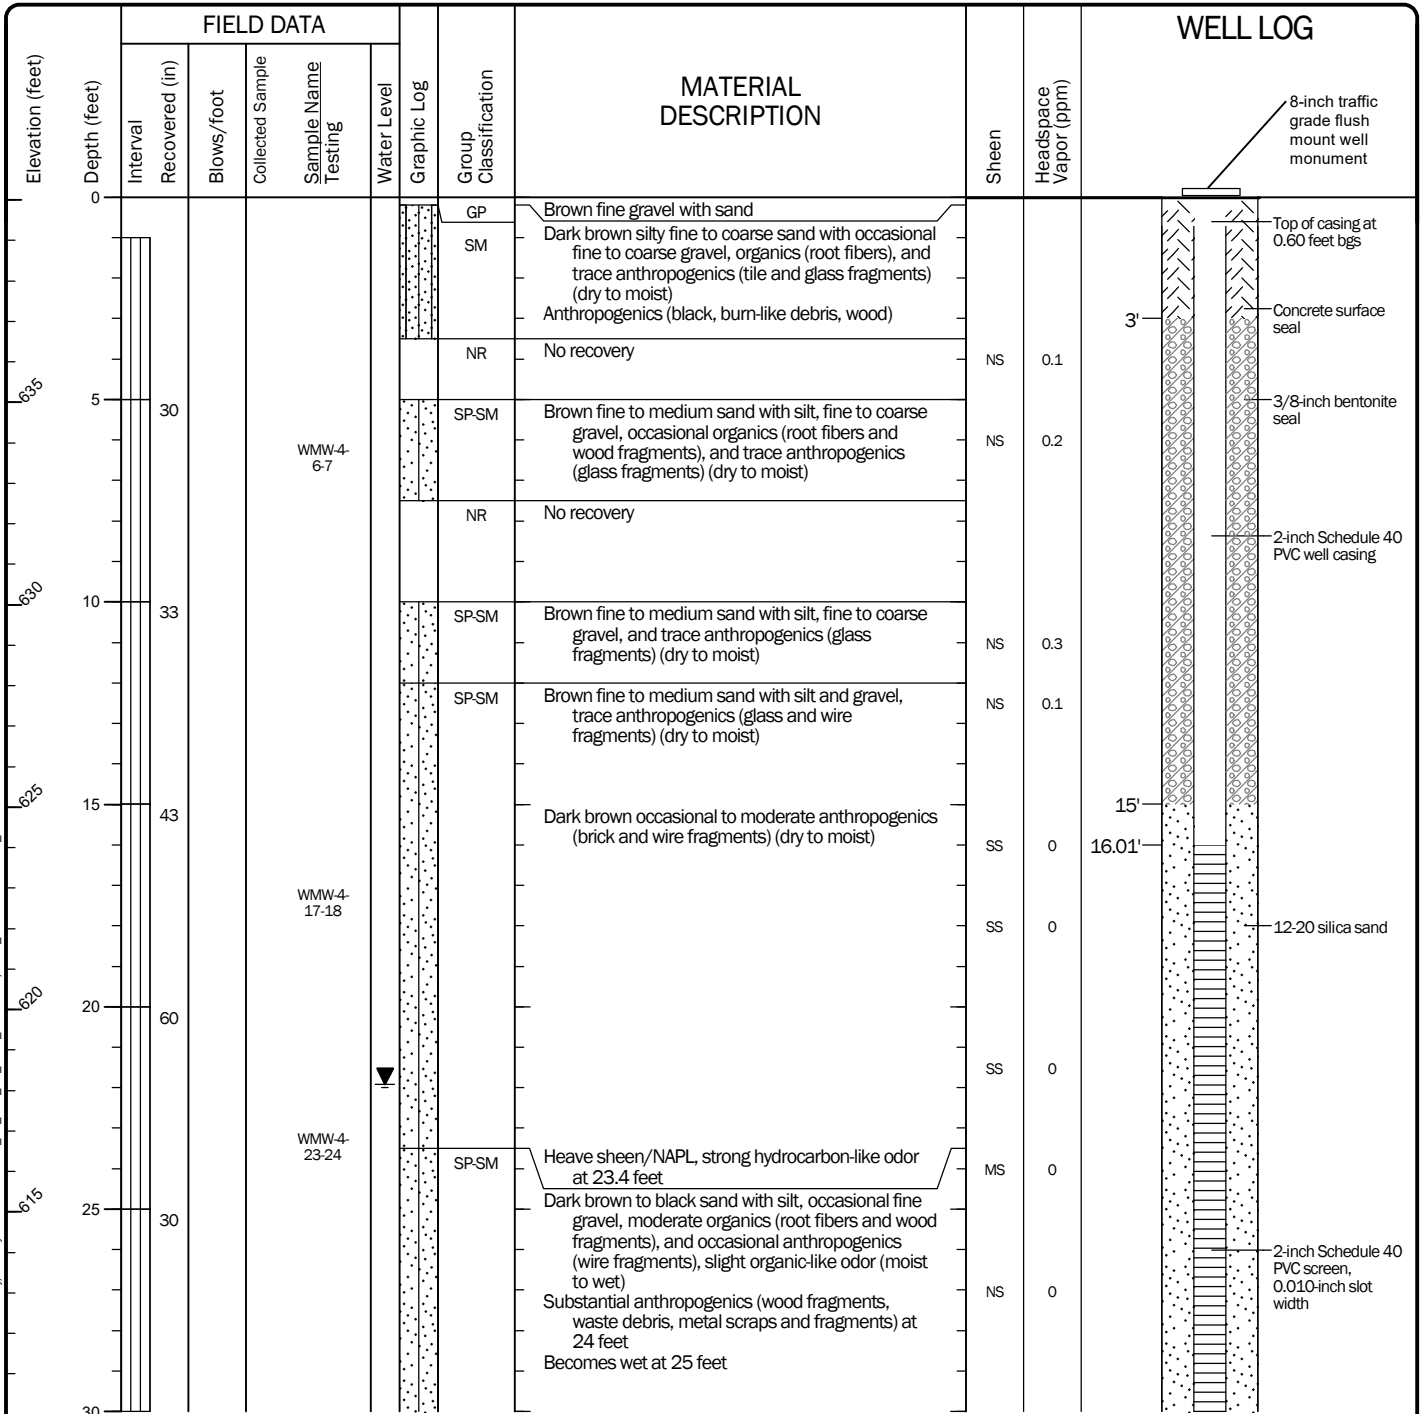 FIELD DATA
WELL LOG
Elevation (feet)
Depth (feet)
Interval
Recovered (in)
Blows/foot
Collected Sample
Sample Name
Testing
Water Level
Graphic Log
Group
Classification
MATERIAL
DESCRIPTION
Sheen
Headspace
Vapor (ppm)
8-inch traffic
grade flush
mount well
monument
0
GP
Brown fine gravel with sand
SM
Dark brown silty fine to coarse sand with occasional
fine to coarse gravel, organics (root fibers), and
trace anthropogenics (tile and glass fragments)
(dry to moist)
Anthropogenics (black, burn-like debris, wood)
Top of casing at
0.60 feet bgs
Concrete surface
seal
3'
NR
No recovery
NS
0.1
635
5
30
SP-SM
Brown fine to medium sand with silt, fine to coarse
gravel, occasional organics (root fibers and
wood fragments), and trace anthropogenics
(glass fragments) (dry to moist)
WMW-4-
6-7
NS
0.2
3/8-inch bentonite
seal
NR
No recovery
2-inch Schedule 40
PVC well casing
630
10
33
SP-SM
Brown fine to medium sand with silt, fine to coarse
gravel, and trace anthropogenics (glass
fragments) (dry to moist)
NS
0.3
SP-SM
Brown fine to medium sand with silt and gravel,
trace anthropogenics (glass and wire
fragments) (dry to moist)
NS
0.1
625
15
43
Dark brown occasional to moderate anthropogenics
(brick and wire fragments) (dry to moist)
15'
SS
0
16.01'
WMW-4-
17-18
SS
0
12-20 silica sand
620
20
60
SS
0
WMW-4-
23-24
SP-SM
Heave sheen/NAPL, strong hydrocarbon-like odor
at 23.4 feet
MS
0
615
25
30
Dark brown to black sand with silt, occasional fine
gravel, moderate organics (root fibers and wood
fragments), and occasional anthropogenics
(wire fragments), slight organic-like odor (moist
to wet)
Substantial anthropogenics (wood fragments,
waste debris, metal scraps and fragments) at
24 feet
Becomes wet at 25 feet
NS
0
2-inch Schedule 40
PVC screen,
0.010-inch slot
width
30